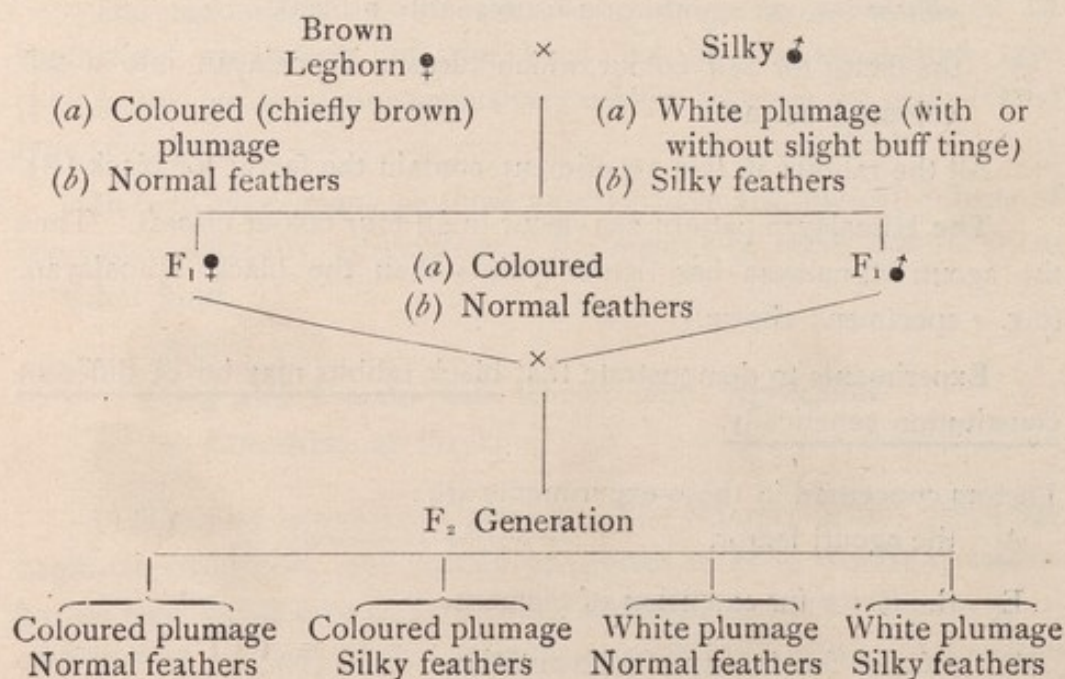 Brown
Leghorn ♀ × Silky ♂
(a) Coloured (chiefly brown)
plumage
(b) Normal feathers
(a) White plumage (with or
without slight buff tinge)
(b) Silky feathers
F₁ ♀ (a) Coloured F₁ ♂
(b) Normal feathers
×
F₂ Generation
Coloured plumage
Normal feathers
Coloured plumage
Silky feathers
White plumage
Normal feathers
White plumage
Silky feathers